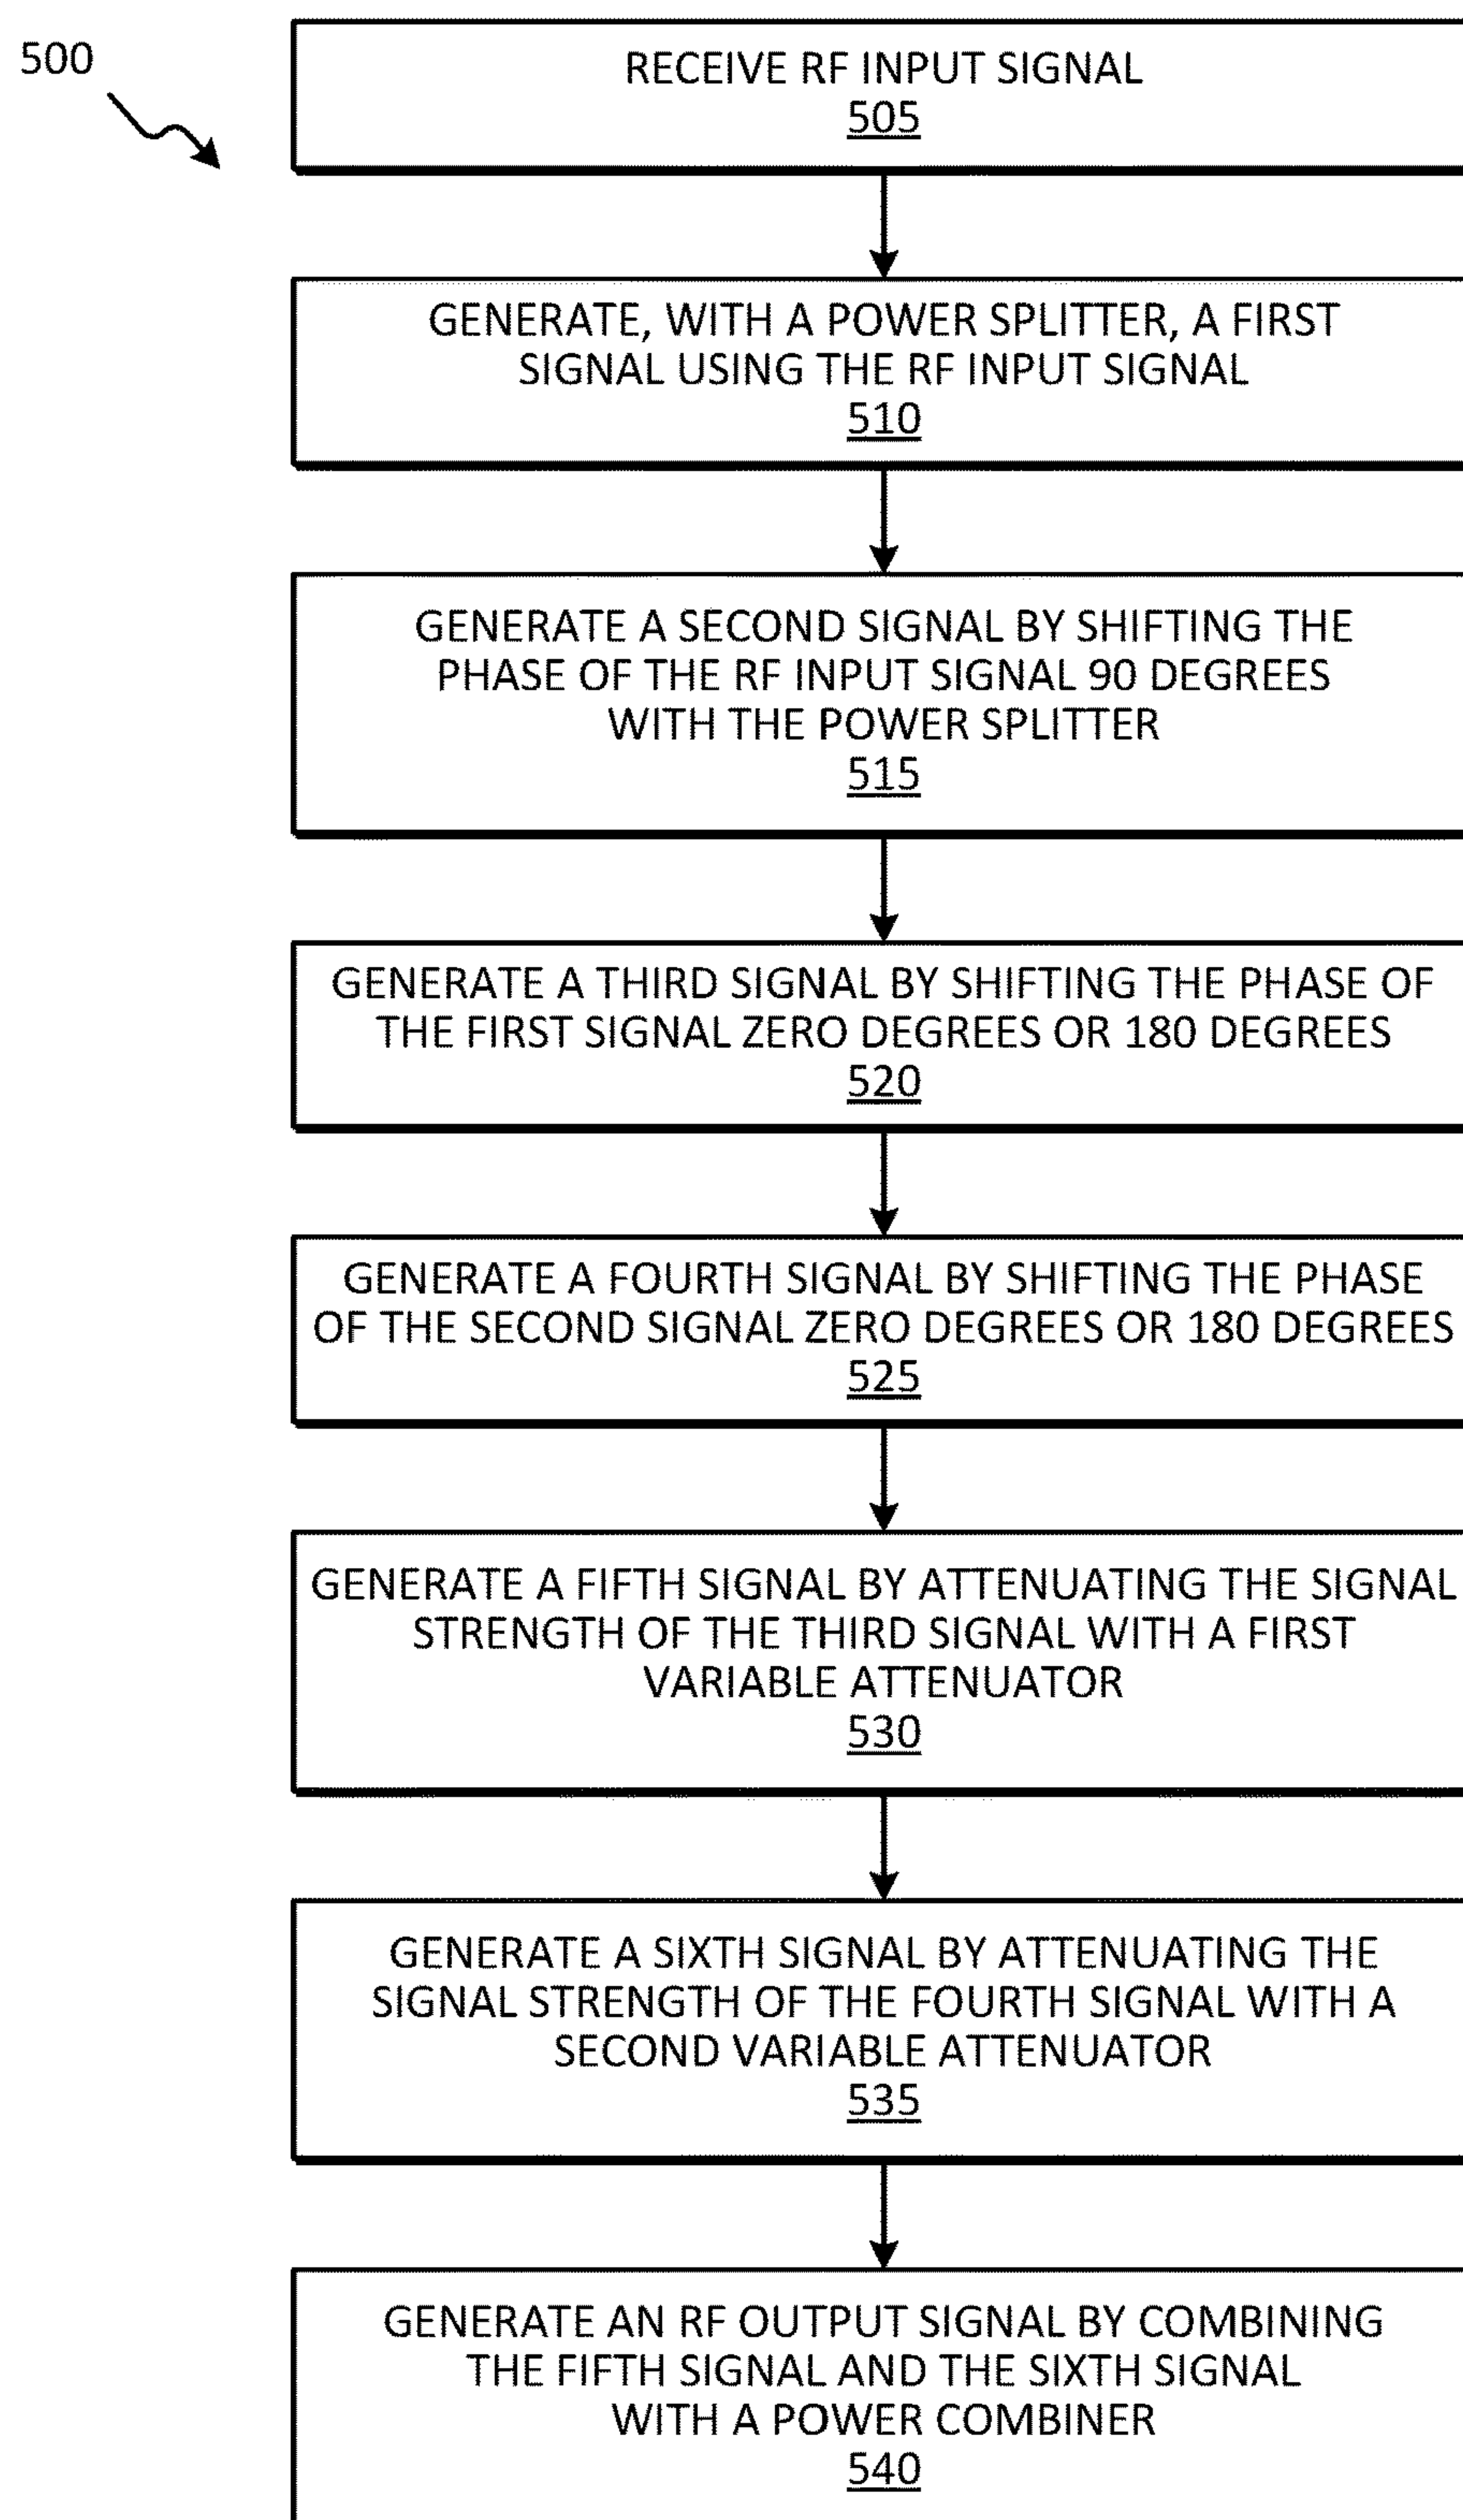 500
RECEIVE RF INPUT SIGNAL
505
GENERATE, WITH A POWER SPLITTER, A FIRST
SIGNAL USING THE RF INPUT SIGNAL
510
GENERATE A SECOND SIGNAL BY SHIFTING THE
PHASE OF THE RF INPUT SIGNAL 90 DEGREES
WITH THE POWER SPLITTER
515
GENERATE A THIRD SIGNAL BY SHIFTING THE PHASE OF
THE FIRST SIGNAL ZERO DEGREES OR 180 DEGREES
520
GENERATE A FOURTH SIGNAL BY SHIFTING THE PHASE
OF THE SECOND SIGNAL ZERO DEGREES OR 180 DEGREES
525
GENERATE A FIFTH SIGNAL BY ATTENUATING THE SIGNAL
STRENGTH OF THE THIRD SIGNAL WITH A FIRST
VARIABLE ATTENUATOR
530
GENERATE A SIXTH SIGNAL BY ATTENUATING THE
SIGNAL STRENGTH OF THE FOURTH SIGNAL WITH A
SECOND VARIABLE ATTENUATOR
535
GENERATE AN RF OUTPUT SIGNAL BY COMBINING
THE FIFTH SIGNAL AND THE SIXTH SIGNAL
WITH A POWER COMBINER
540